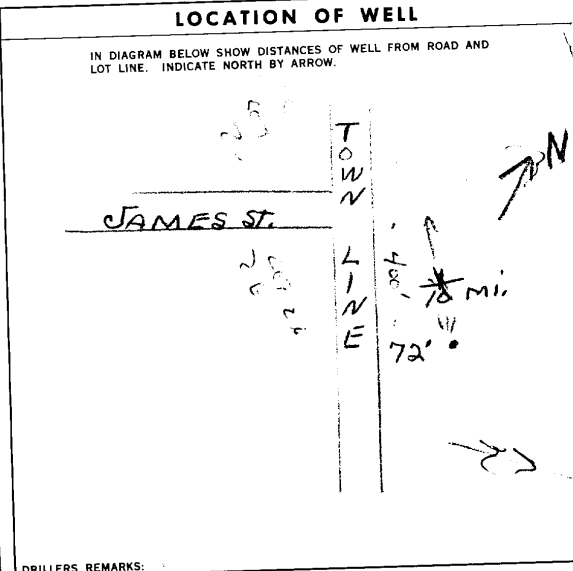 LOCATION OF WELL
IN DIAGRAM BELOW SHOW DISTANCES OF WELL FROM ROAD AND
LOT LINE. INDICATE NORTH BY ARROW.
N
TOWN LINE
JAMES ST.
400'
mi.
72'
DRILLERS REMARKS: